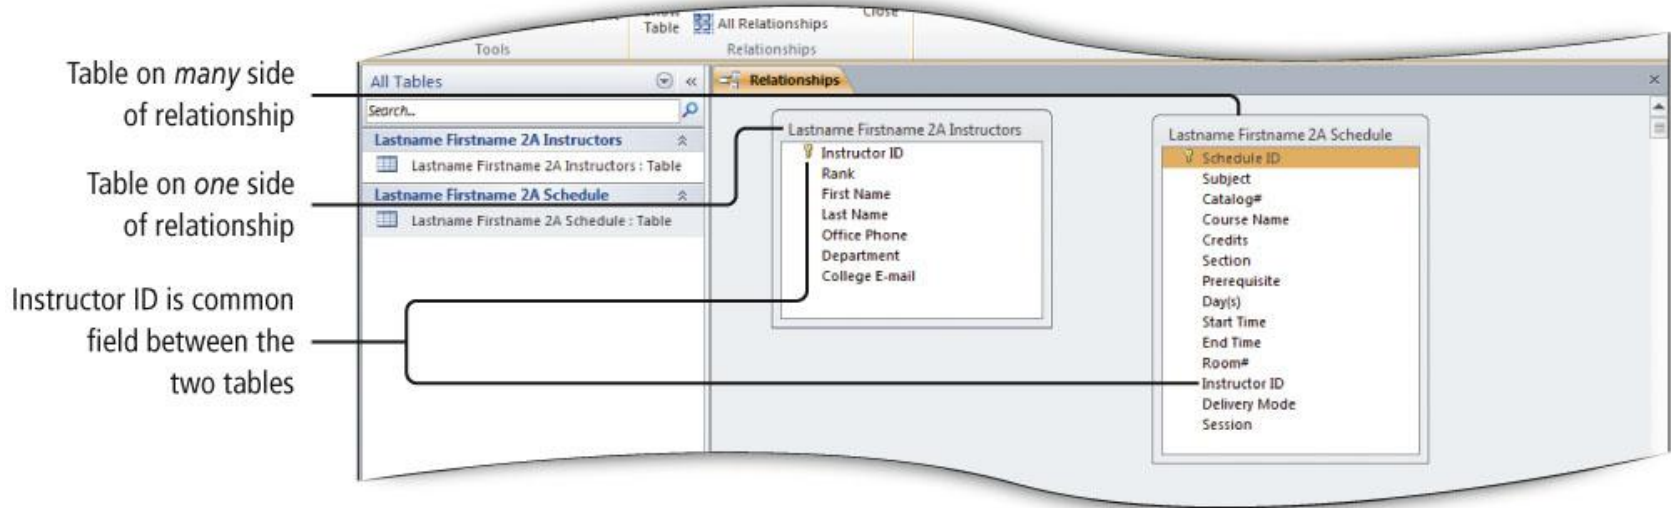 Table
All Relationships
Close
Tools
Relationships
Table on many side
of relationship
Table on one side
of relationship
Instructor ID is common
field between the
two tables
All Tables
«
Search...
Lastname Firstname 2A Instructors
Lastname Firstname 2A Instructors : Table
Lastname Firstname 2A Schedule
Lastname Firstname 2A Schedule : Table
Relationships
Lastname Firstname 2A Instructors
Instructor ID
Rank
First Name
Last Name
Office Phone
Department
College E-mail
Lastname Firstname 2A Schedule
Schedule ID
Subject
Catalog#
Course Name
Credits
Section
Prerequisite
Day(s)
Start Time
End Time
Room#
Instructor ID
Delivery Mode
Session